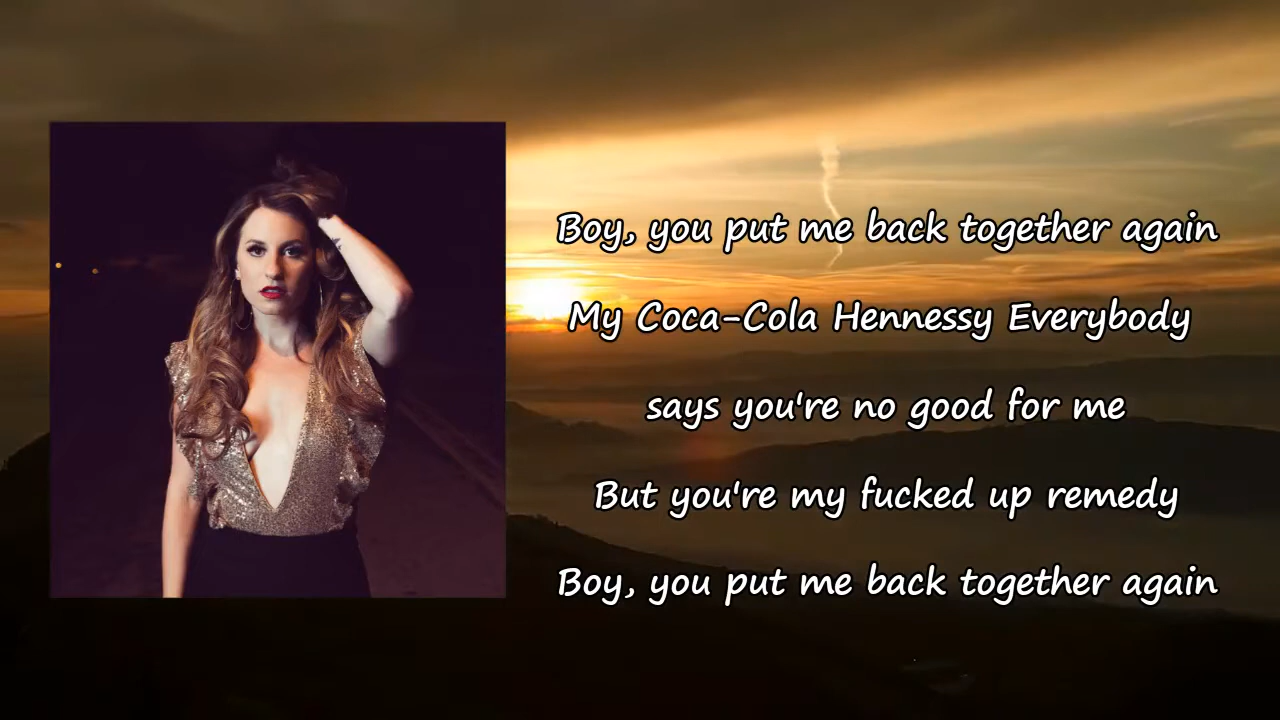 Boy, you put me back together again
My Coca-Cola Hennessy Everybody
says you're no good for me
But you're my fucked up remedy
Boy, you put me back together again